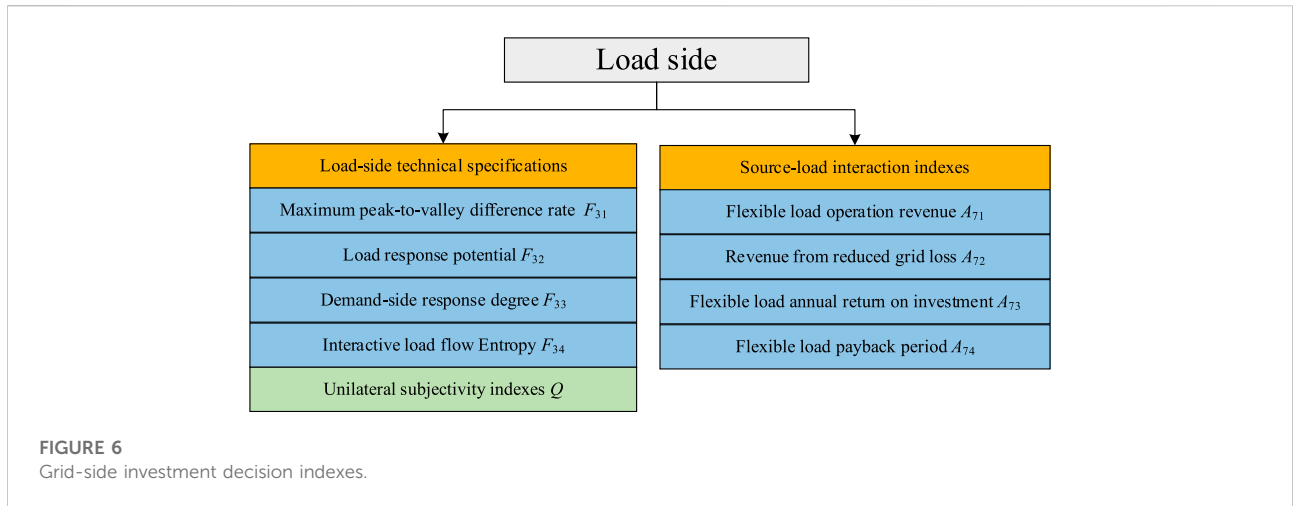 Load side
Load-side technical specifications
Maximum peak-to-valley difference rate F31
Load response potential F32
Demand-side response degree F33
Interactive load flow Entropy F34
Unilateral subjectivity indexes Q
Source-load interaction indexes
Flexible load operation revenue A71
Revenue from reduced grid loss A72
Flexible load annual return on investment A73
Flexible load payback period A74
FIGURE 6
Grid-side investment decision indexes.